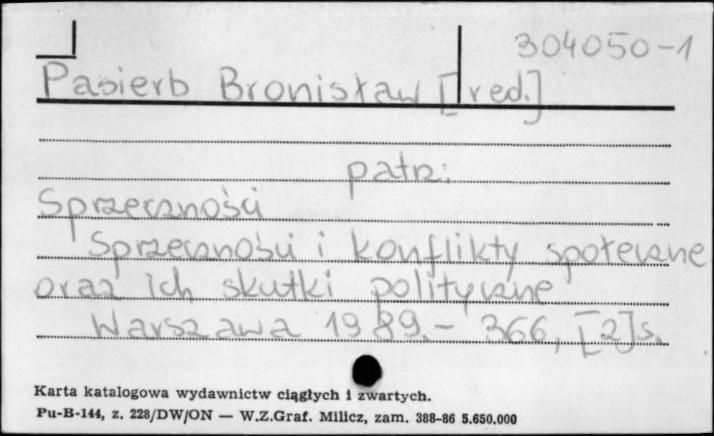 304050-1
Pasierb Bronisław [red.]
patrz:
Sprzeczności
Sprzeczności i konflikty społeczne
oraz ich skutki polityczne
Warszawa 1989.- 366, [2]s.
Karta katalogowa wydawnictw ciągłych i zwartych.
Pu-B-144, z. 228/DW/ON — W.Z.Graf. Milicz, zam. 388-86 5.650.000